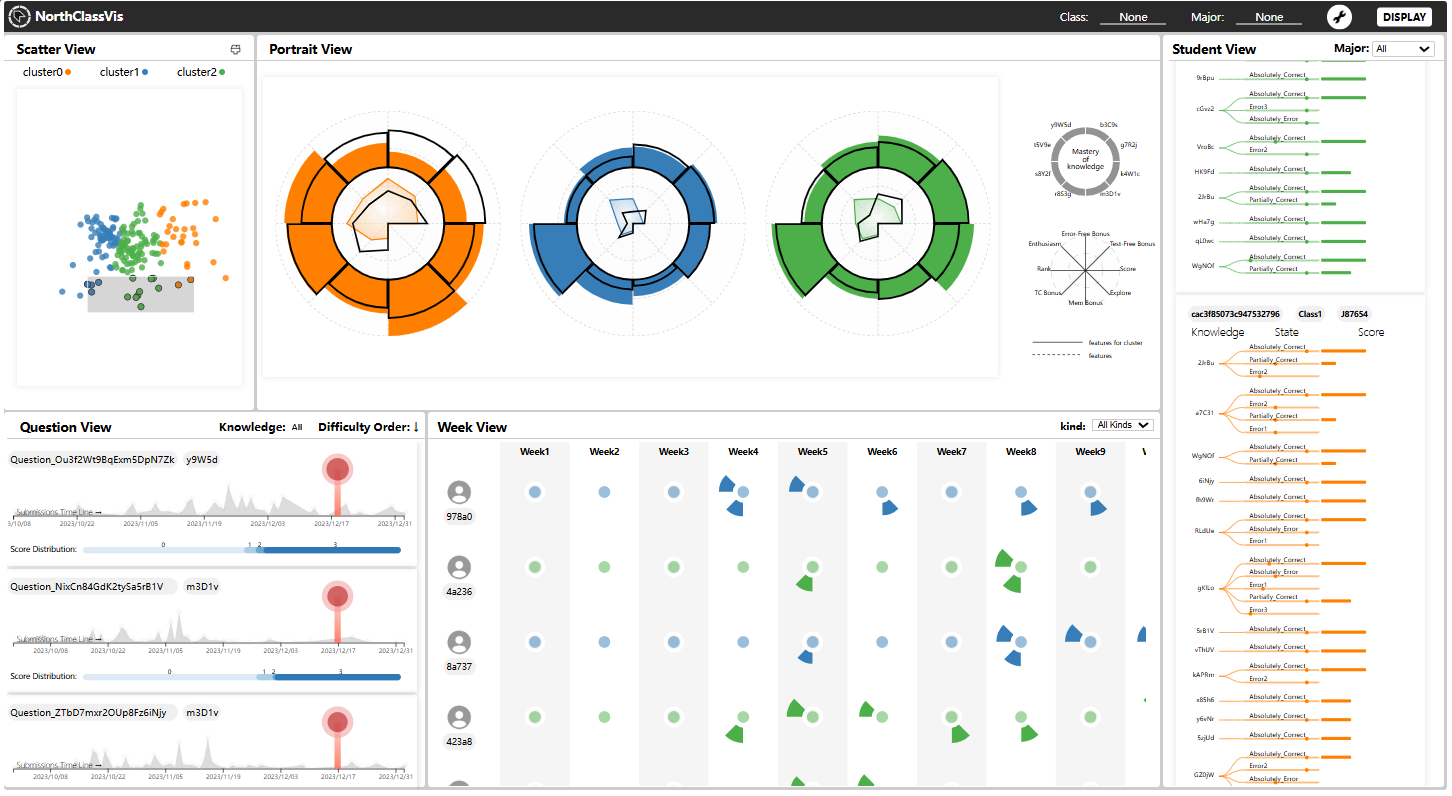 NorthClassVis
Class: None Major: None DISPLAY
Scatter View
cluster0 cluster1 cluster2
Portrait View
y9W5d b3C9s
t5V9e g7R2j
Mastery
of
knowledge
s8Y2f k4W1c
r8S3g m3D1v
Error-Free Bonus
Enthusiasm Test-Free Bonus
Rank Score
TC Bonus Explore
Mem Bonus
features for cluster
features
Student View Major: All
9rBpu Absolutely_Correct
cGvz2 Absolutely_Correct
Error3
Absolutely_Error
VroBc Absolutely_Correct
Error2
HK9Fd Absolutely_Correct
2JrBu Absolutely_Correct
Partially_Correct
wHa7g Absolutely_Correct
qL0wc Absolutely_Correct
WgNOf Absolutely_Correct
Partially_Correct
cac3f85073c947532796 Class1 J87654
Knowledge State Score
2JrBu Absolutely_Correct
Partially_Correct
Error2
e7C31 Absolutely_Correct
Error2
Partially_Correct
Error1
WgNOf Absolutely_Correct
Partially_Correct
6iNjy Absolutely_Correct
fh9Wr Absolutely_Correct
RLdUe Absolutely_Correct
Absolutely_Error
Error1
gKlLo Absolutely_Correct
Absolutely_Error
Error1
Partially_Correct
Error3
5rB1V Absolutely_Correct
vThUV Absolutely_Correct
kAPRm Absolutely_Correct
Error2
x85h6 Absolutely_Correct
y6vNr Absolutely_Correct
5zjUd Absolutely_Correct
GZ0jW Absolutely_Correct
Error2
Absolutely_Error
Question View Knowledge: All Difficulty Order: ↓
Question_Ou3f2Wt9BqExm5DpN7Zk y9W5d
Submissions Time Line →
3/10/08 2023/10/22 2023/11/05 2023/11/19 2023/12/03 2023/12/17 2023/12/31
Score Distribution: 0 1 2 3
Question_NixCn84GdK2tySa5rB1V m3D1v
Submissions Time Line →
2023/10/08 2023/10/22 2023/11/05 2023/11/19 2023/12/03 2023/12/17 2023/12/31
Score Distribution: 0 1 2 3
Question_ZTbD7mxr2OUp8Fz6iNjy m3D1v
Submissions Time Line →
2023/10/08 2023/10/22 2023/11/05 2023/11/19 2023/12/03 2023/12/17 2023/12/31
Week View kind: All Kinds
Week1 Week2 Week3 Week4 Week5 Week6 Week7 Week8 Week9
978a0
4a236
8a737
423a8